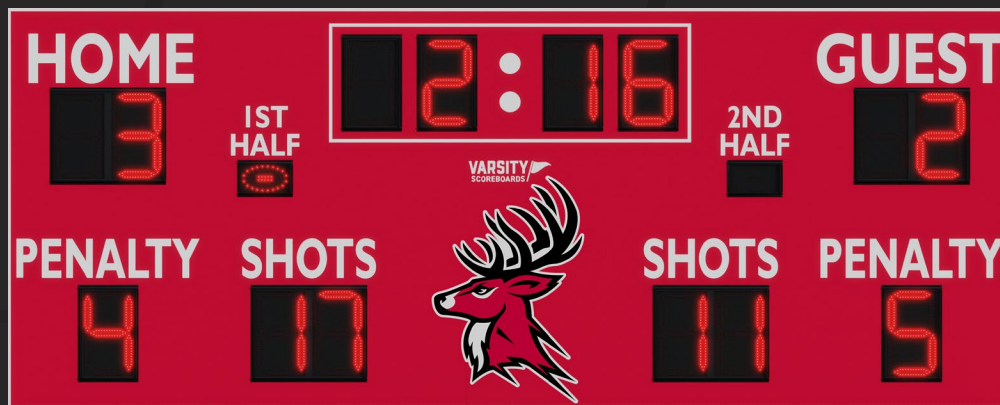 HOME
2:16
GUEST
3
1ST
HALF
2ND
HALF
2
VARSITY
SCOREBOARDS
PENALTY
SHOTS
SHOTS
PENALTY
4
17
11
5